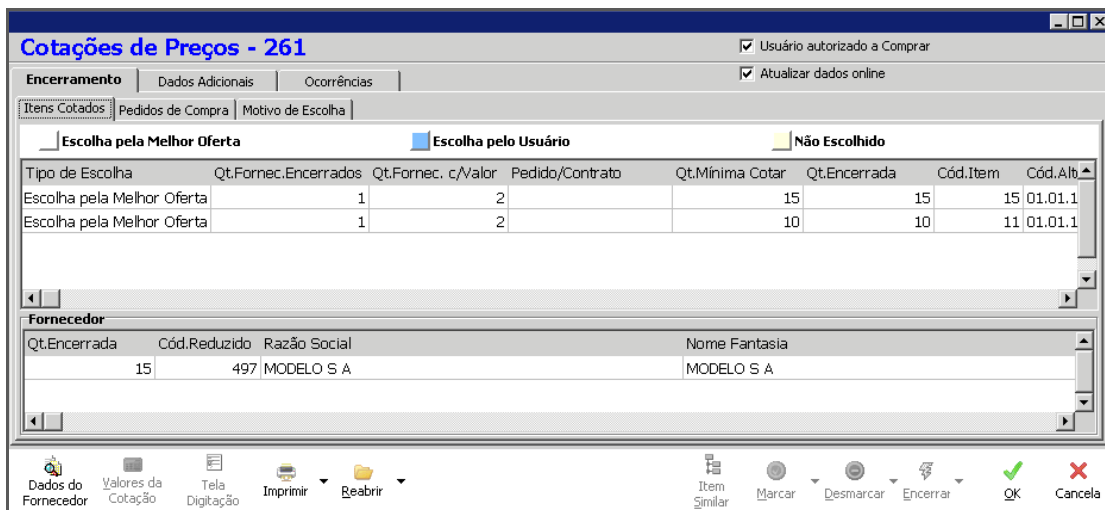 Cotações de Preços - 261
Usuário autorizado a Comprar
Atualizar dados online
Encerramento Dados Adicionais Ocorrências
Itens Cotados Pedidos de Compra Motivo de Escolha
Escolha pela Melhor Oferta Escolha pelo Usuário Não Escolhido
Tipo de Escolha Qt.Fornec.Encerrados Qt.Fornec. c/Valor Pedido/Contrato Qt.Mínima Cotar Qt.Encerrada Cód.Item Cód.Alt
Escolha pela Melhor Oferta 1 2 15 15 15 01.01.1
Escolha pela Melhor Oferta 1 2 10 10 11 01.01.1
Fornecedor
Qt.Encerrada Cód.Reduzido Razão Social Nome Fantasia
15 497 MODELO S A MODELO S A
Dados do Fornecedor
Valores da Cotação
Tela Digitação
Imprimir
Reabrir
Item Similar
Marcar
Desmarcar
Encerrar
OK
Cancela